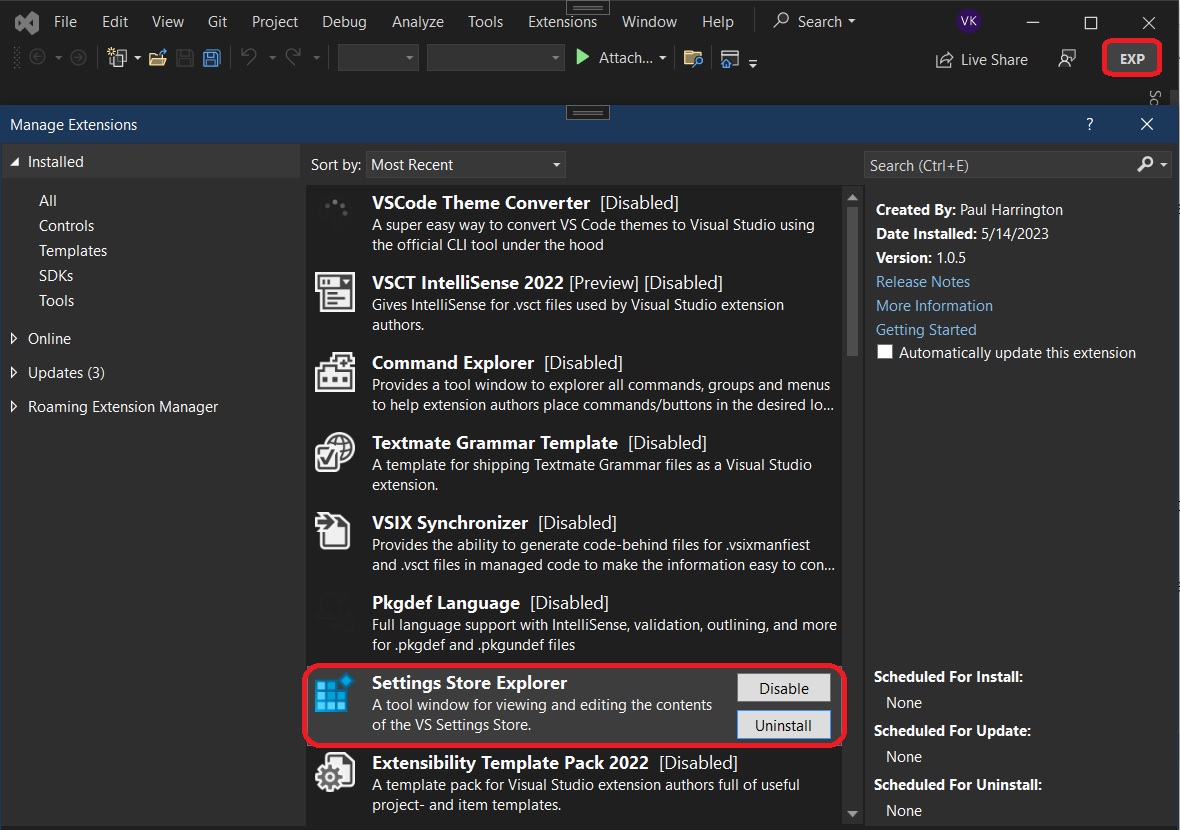 File Edit View Git Project Debug Analyze Tools Extensions Window Help Search VK
Attach... Live Share EXP
Manage Extensions ?
Installed
All
Controls
Templates
SDKs
Tools
Online
Updates (3)
Roaming Extension Manager
Sort by: Most Recent
VSCode Theme Converter [Disabled]
A super easy way to convert VS Code themes to Visual Studio using
the official CLI tool under the hood
VSCT IntelliSense 2022 [Preview] [Disabled]
Gives IntelliSense for .vsct files used by Visual Studio extension
authors.
Command Explorer [Disabled]
Provides a tool window to explorer all commands, groups and menus
to help extension authors place commands/buttons in the desired lo...
Textmate Grammar Template [Disabled]
A template for shipping Textmate Grammar files as a Visual Studio
extension.
VSIX Synchronizer [Disabled]
Provides the ability to generate code-behind files for .vsixmanfiest
and .vsct files in managed code to make the information easy to con...
Pkgdef Language [Disabled]
Full language support with IntelliSense, validation, outlining, and more
for .pkgdef and .pkgundef files
Settings Store Explorer
A tool window for viewing and editing the contents
of the VS Settings Store.
Disable
Uninstall
Extensibility Template Pack 2022 [Disabled]
A template pack for Visual Studio extension authors full of useful
project- and item templates.
Search (Ctrl+E)
Created By: Paul Harrington
Date Installed: 5/14/2023
Version: 1.0.5
Release Notes
More Information
Getting Started
Automatically update this extension
Scheduled For Install:
None
Scheduled For Update:
None
Scheduled For Uninstall:
None